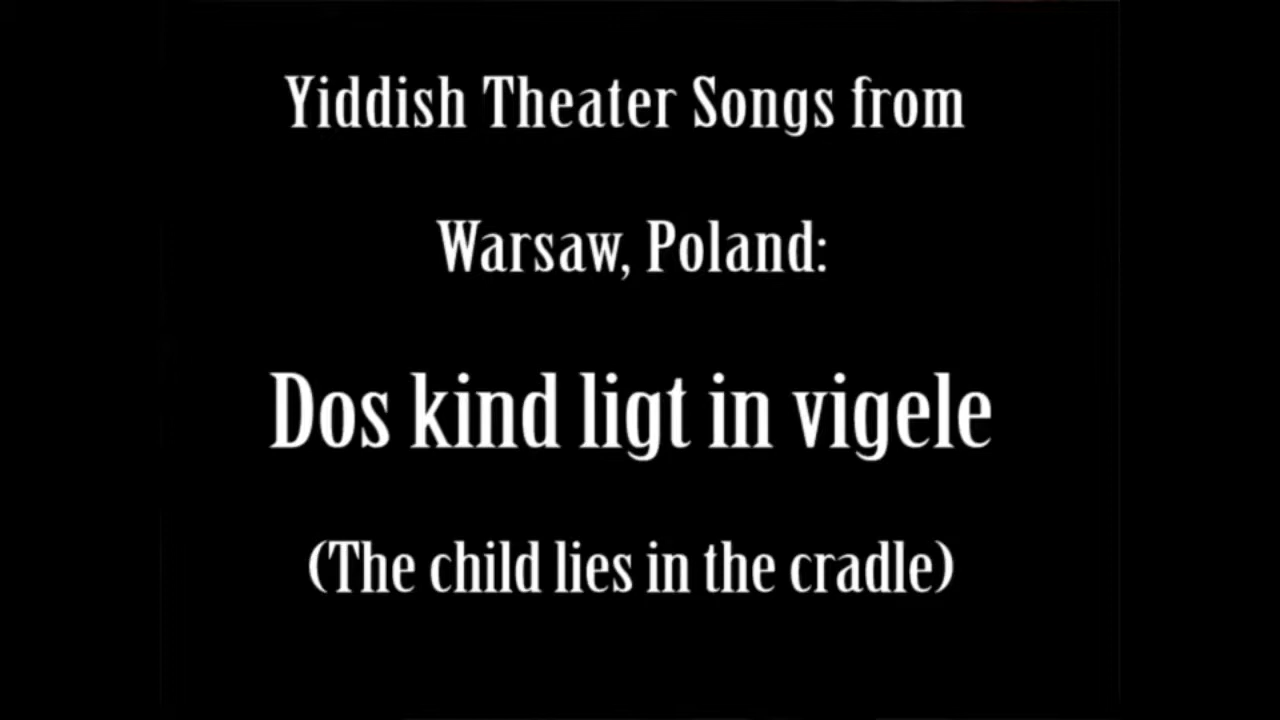 Yiddish Theater Songs from
Warsaw, Poland:
Dos kind ligt in vigele
(The child lies in the cradle)